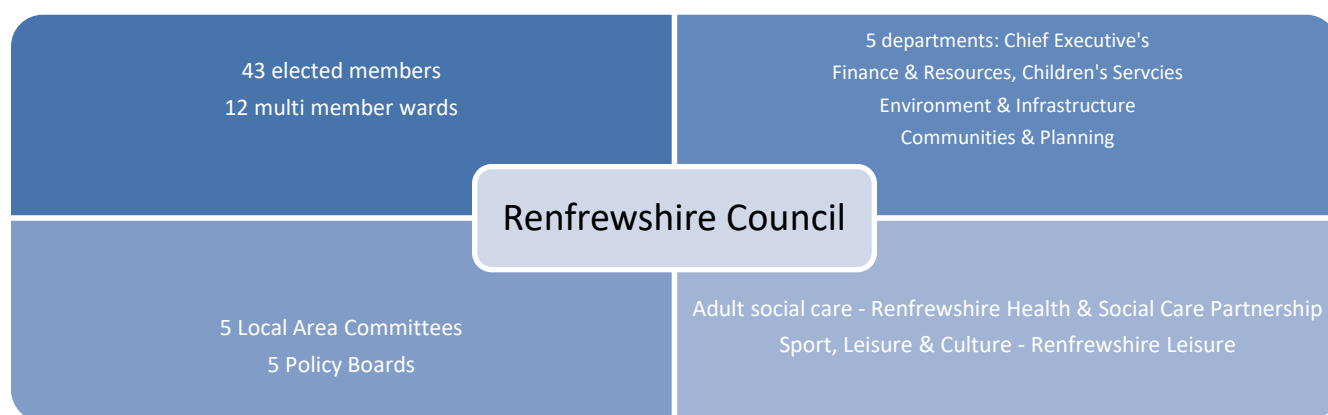 43 elected members
12 multi member wards
5 departments: Chief Executive's
Finance & Resources, Children's Servcies
Environment & Infrastructure
Communities & Planning
Renfrewshire Council
5 Local Area Committees
5 Policy Boards
Adult social care - Renfrewshire Health & Social Care Partnership
Sport, Leisure & Culture - Renfrewshire Leisure